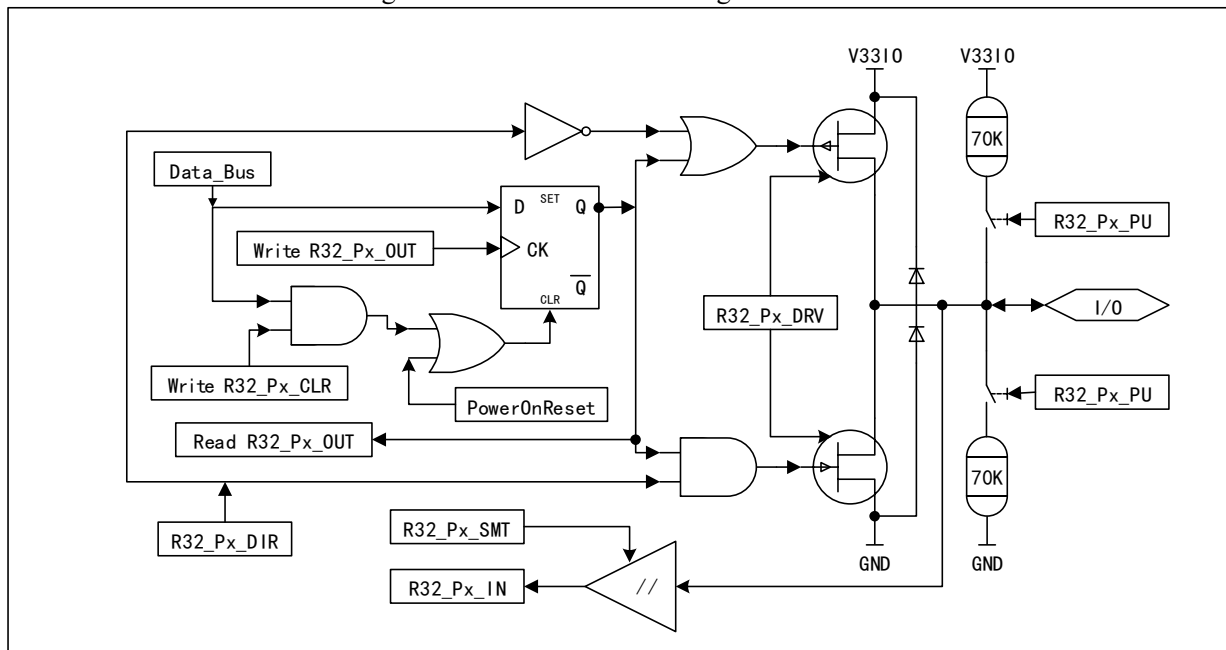 V33IO
V33IO
70K
Data_Bus
D
SET
Q
R32_Px_PU
Write R32_Px_OUT
CK
Q
CLR
R32_Px_DRV
I/O
Write R32_Px_CLR
PowerOnReset
R32_Px_PU
Read R32_Px_OUT
70K
R32_Px_DIR
R32_Px_SMT
GND
GND
R32_Px_IN
//